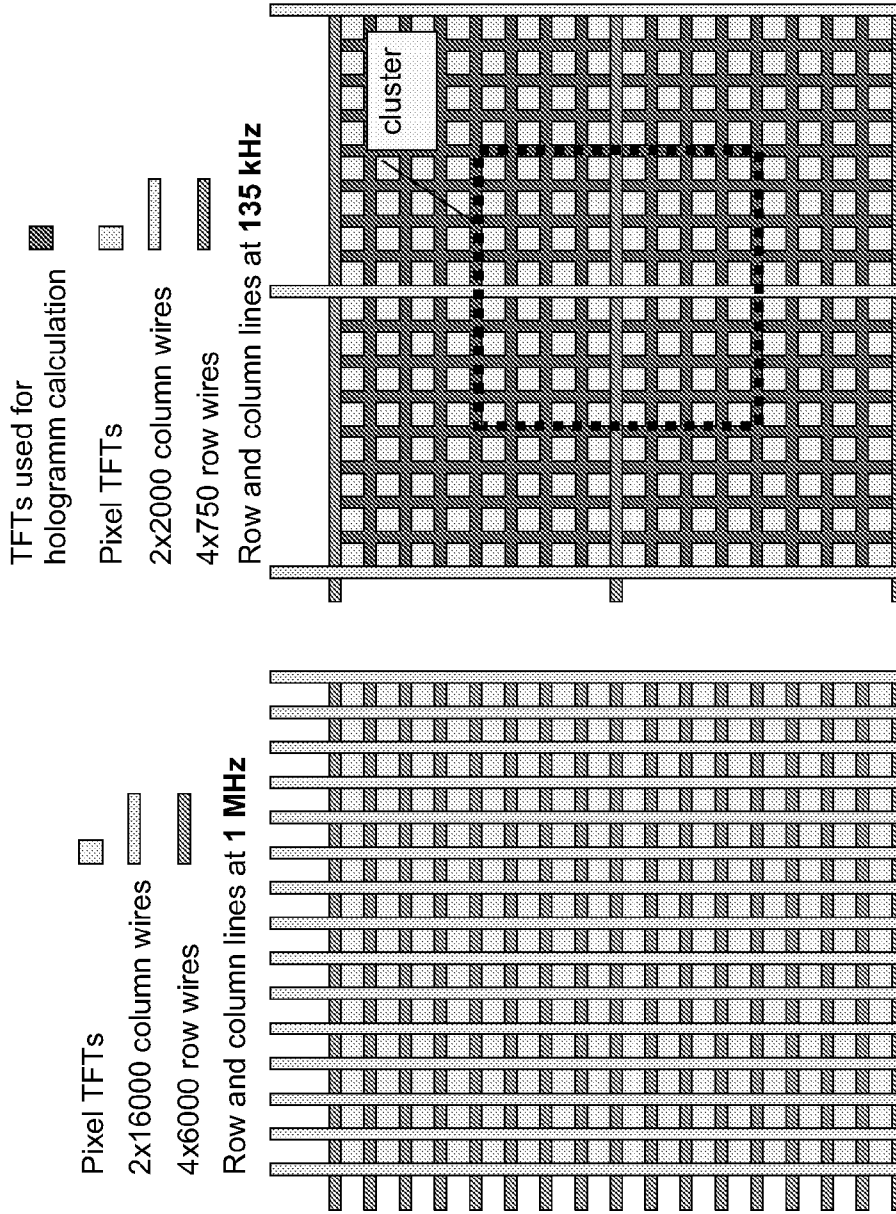 Pixel TFTs
2x16000 column wires
4x6000 row wires
Row and column lines at 1 MHz
TFTs used for
hologramm calculation
Pixel TFTs
2x2000 column wires
4x750 row wires
Row and column lines at 135 kHz
cluster